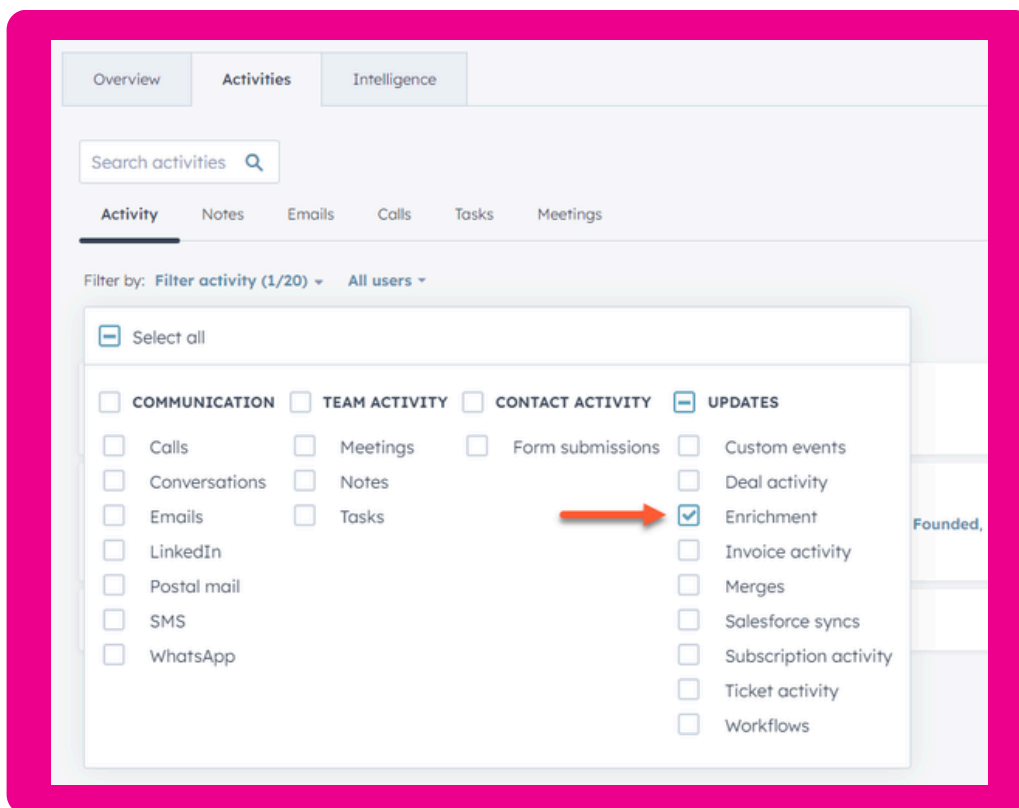 Overview Activities Intelligence
Search activities
Activity Notes Emails Calls Tasks Meetings
Filter by: Filter activity (1/20) All users
Select all
COMMUNICATION TEAM ACTIVITY CONTACT ACTIVITY UPDATES
Calls Meetings Form submissions Custom events
Conversations Notes Deal activity
Emails Tasks Enrichment Founded,
LinkedIn Invoice activity
Postal mail Merges
SMS Salesforce syncs
WhatsApp Subscription activity
Ticket activity
Workflows